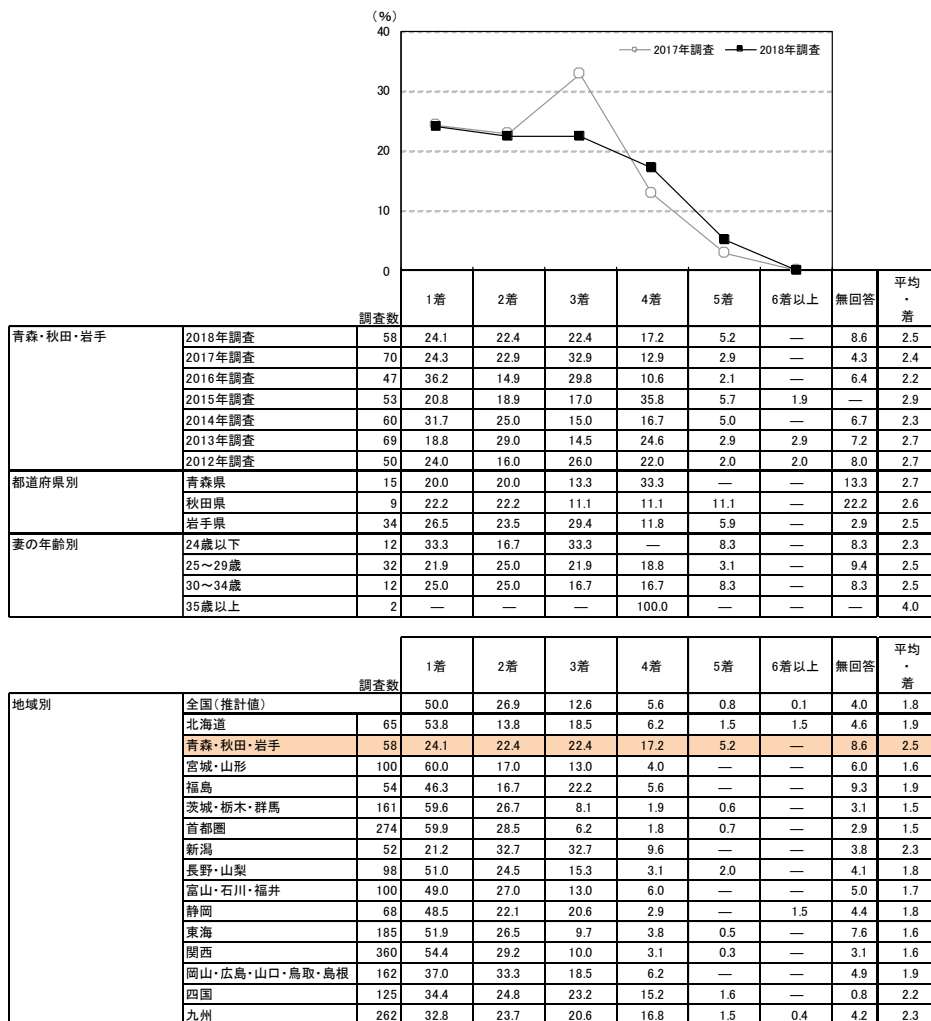 （%）
40
2017年調査 2018年調査
30
20
10
0
調査数 1着 2着 3着 4着 5着 6着以上 無回答 平均・着
青森・秋田・岩手 2018年調査 58 24.1 22.4 22.4 17.2 5.2 — 8.6 2.5
2017年調査 70 24.3 22.9 32.9 12.9 2.9 — 4.3 2.4
2016年調査 47 36.2 14.9 29.8 10.6 2.1 — 6.4 2.2
2015年調査 53 20.8 18.9 17.0 35.8 5.7 1.9 — 2.9
2014年調査 60 31.7 25.0 15.0 16.7 5.0 — 6.7 2.3
2013年調査 69 18.8 29.0 14.5 24.6 2.9 2.9 7.2 2.7
2012年調査 50 24.0 16.0 26.0 22.0 2.0 2.0 8.0 2.7
都道府県別 青森県 15 20.0 20.0 13.3 33.3 — — 13.3 2.7
秋田県 9 22.2 22.2 11.1 11.1 11.1 — 22.2 2.6
岩手県 34 26.5 23.5 29.4 11.8 5.9 — 2.9 2.5
妻の年齢別 24歳以下 12 33.3 16.7 33.3 — 8.3 — 8.3 2.3
25～29歳 32 21.9 25.0 21.9 18.8 3.1 — 9.4 2.5
30～34歳 12 25.0 25.0 16.7 16.7 8.3 — 8.3 2.5
35歳以上 2 — — — 100.0 — — — 4.0
調査数 1着 2着 3着 4着 5着 6着以上 無回答 平均・着
地域別 全国（推計値） 50.0 26.9 12.6 5.6 0.8 0.1 4.0 1.8
北海道 65 53.8 13.8 18.5 6.2 1.5 1.5 4.6 1.9
青森・秋田・岩手 58 24.1 22.4 22.4 17.2 5.2 — 8.6 2.5
宮城・山形 100 60.0 17.0 13.0 4.0 — — 6.0 1.6
福島 54 46.3 16.7 22.2 5.6 — — 9.3 1.9
茨城・栃木・群馬 161 59.6 26.7 8.1 1.9 0.6 — 3.1 1.5
首都圏 274 59.9 28.5 6.2 1.8 0.7 — 2.9 1.5
新潟 52 21.2 32.7 32.7 9.6 — — 3.8 2.3
長野・山梨 98 51.0 24.5 15.3 3.1 2.0 — 4.1 1.8
富山・石川・福井 100 49.0 27.0 13.0 6.0 — — 5.0 1.7
静岡 68 48.5 22.1 20.6 2.9 — 1.5 4.4 1.8
東海 185 51.9 26.5 9.7 3.8 0.5 — 7.6 1.6
関西 360 54.4 29.2 10.0 3.1 0.3 — 3.1 1.6
岡山・広島・山口・鳥取・島根 162 37.0 33.3 18.5 6.2 — — 4.9 1.9
四国 125 34.4 24.8 23.2 15.2 1.6 — 0.8 2.2
九州 262 32.8 23.7 20.6 16.8 1.5 0.4 4.2 2.3